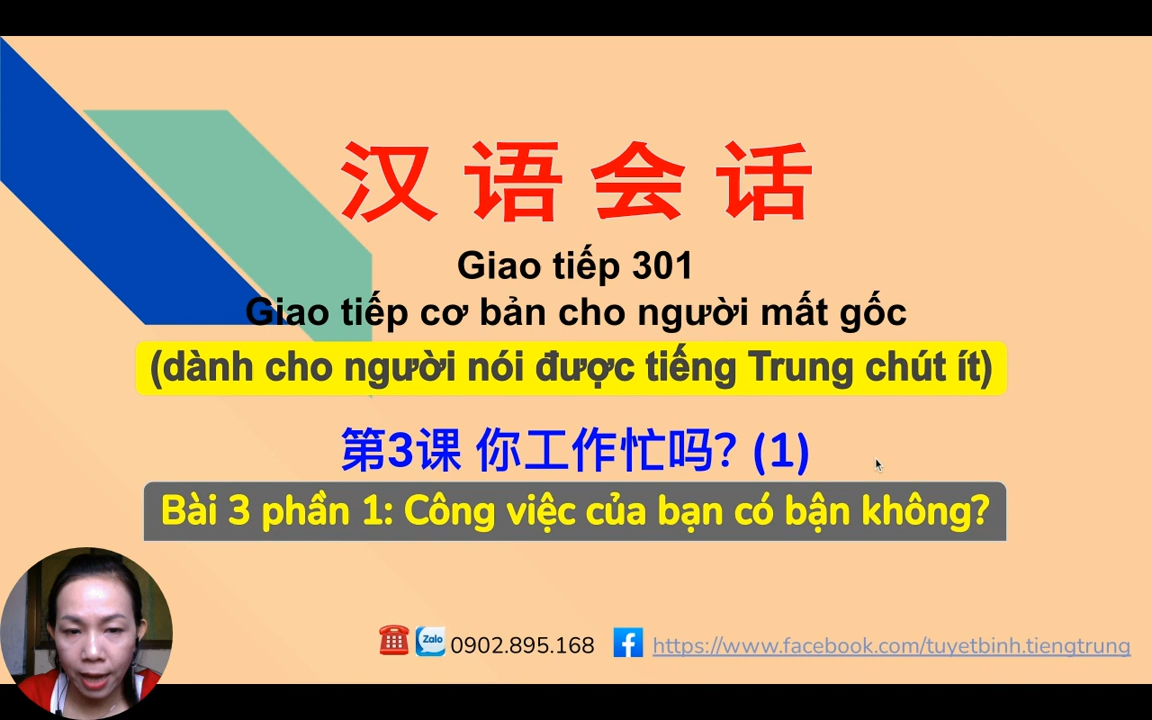 汉语会话
Giao tiếp 301
Giao tiếp cơ bản cho người mất gốc
(dành cho người nói được tiếng Trung chút ít)
第3课 你工作忙吗? (1)
Bài 3 phần 1: Công việc của bạn có bận không?
Zalo 0902.895.168 https://www.facebook.com/tuyetbinh.tiengtrung